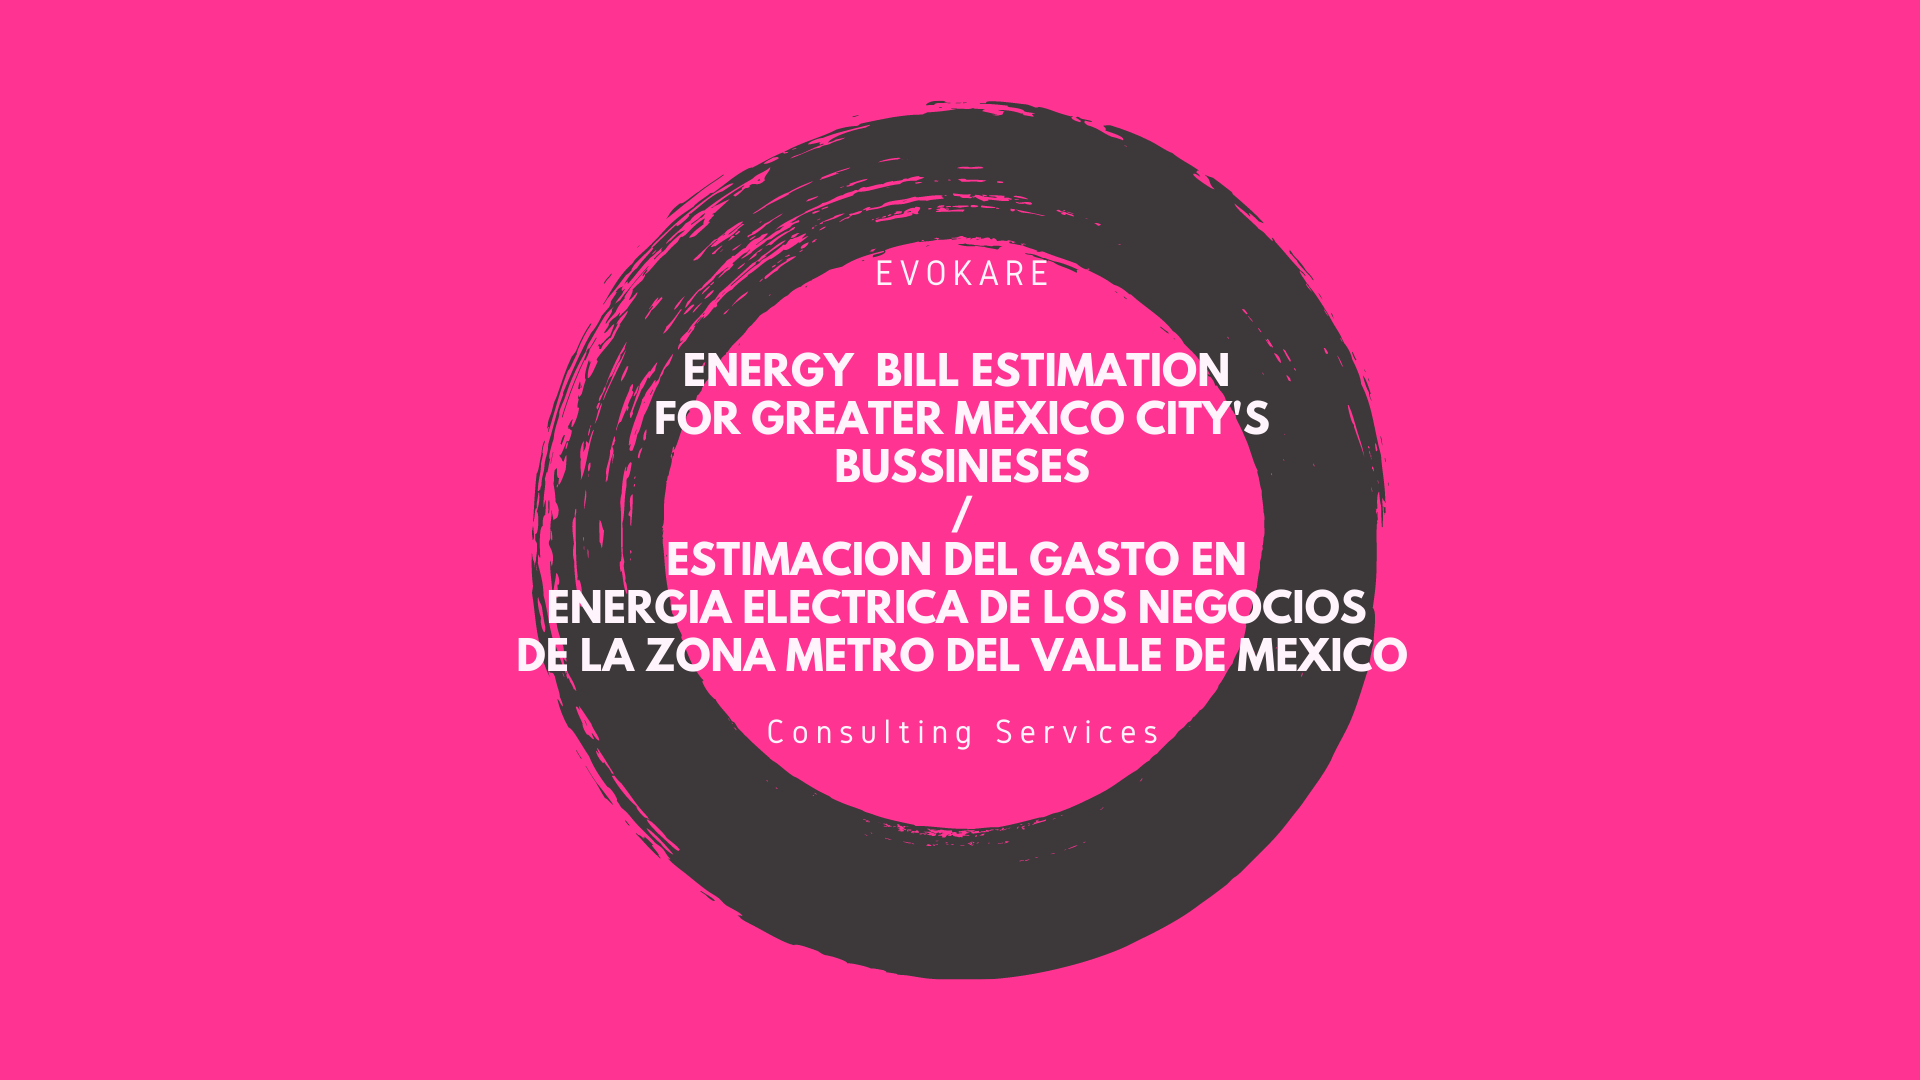 EVOKARE
ENERGY  BILL ESTIMATION
FOR GREATER MEXICO CITY'S
BUSSINESES
/
ESTIMACION DEL GASTO EN
ENERGIA ELECTRICA DE LOS NEGOCIOS
DE LA ZONA METRO DEL VALLE DE MEXICO
Consulting Services